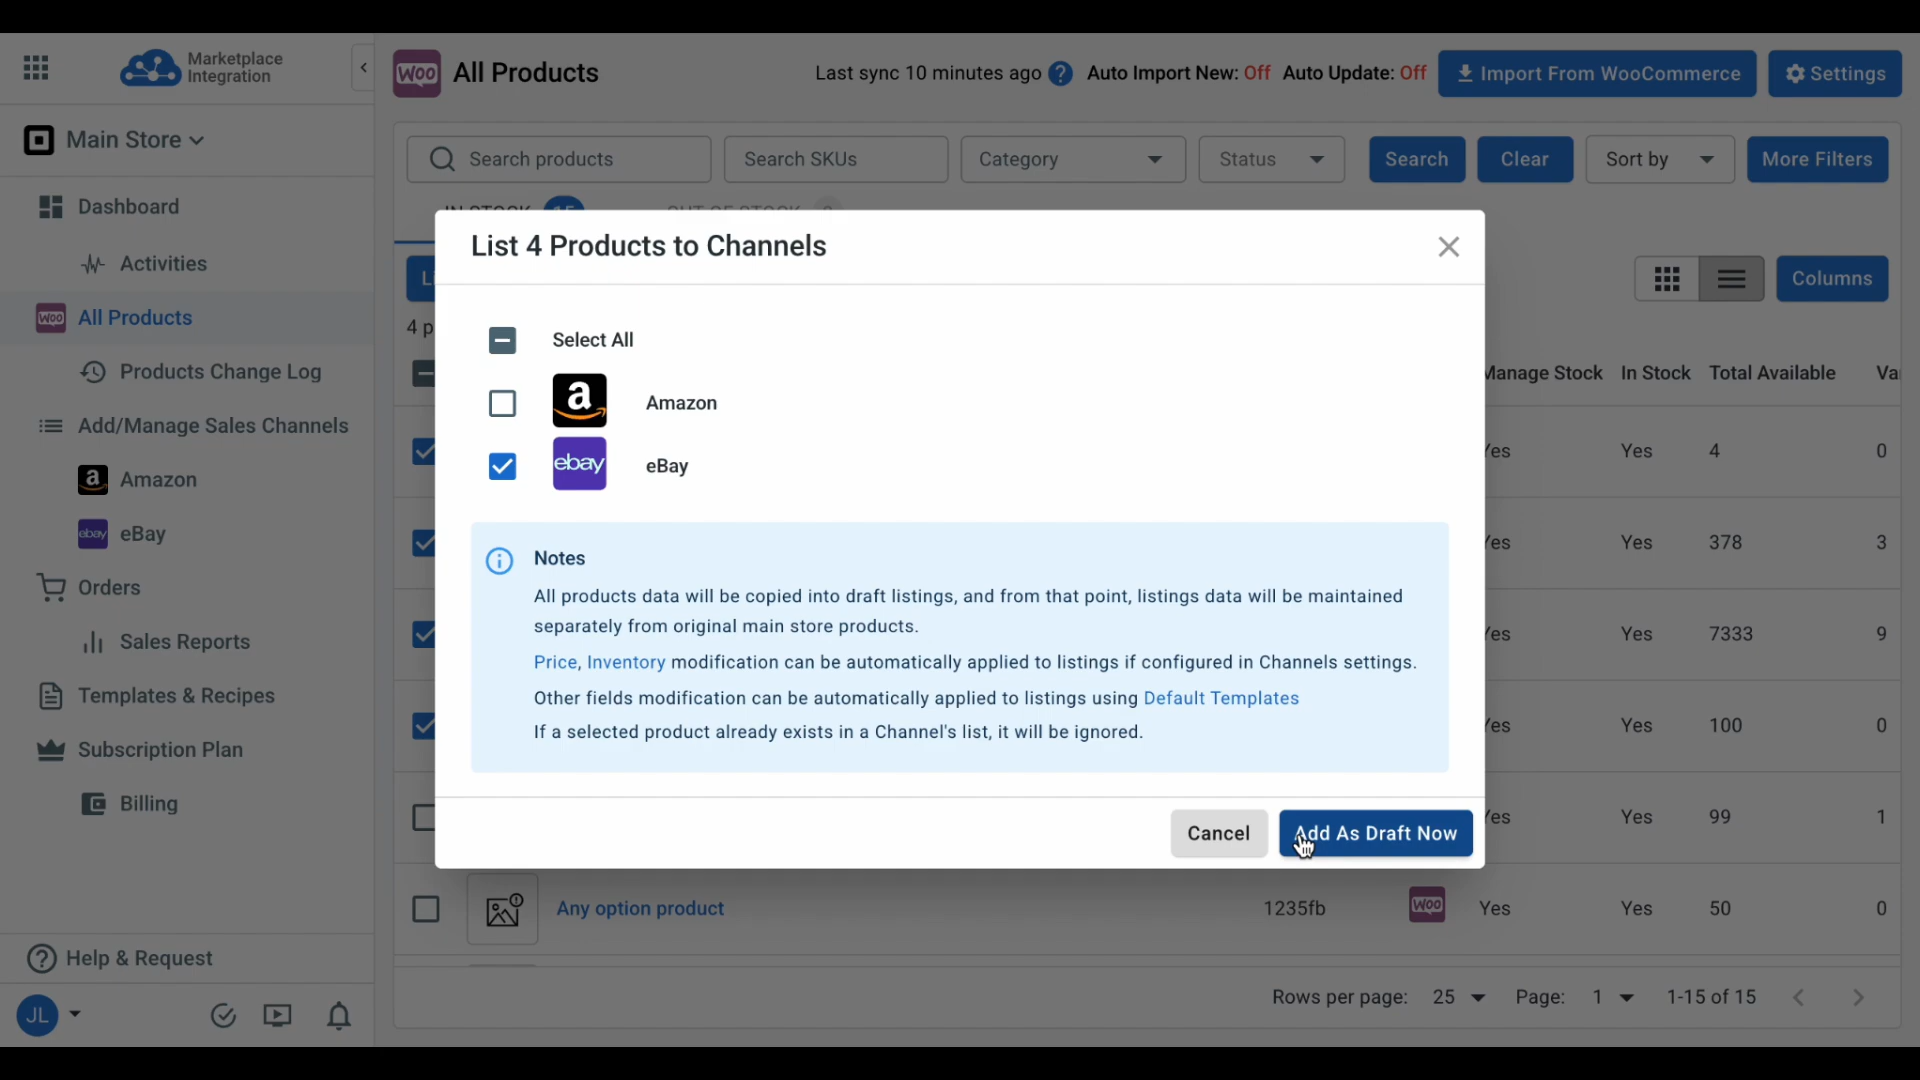 Marketplace
Integration
Woo All Products
Last sync 10 minutes ago ? Auto Import New: Off Auto Update: Off
Import From WooCommerce
Settings
Main Store
Search products
Search SKUs
Category
Status
Search
Clear
Sort by
More Filters
Dashboard
Activities
Woo All Products
Products Change Log
Add/Manage Sales Channels
a Amazon
ebay eBay
Orders
Sales Reports
Templates & Recipes
Subscription Plan
Billing
Help & Request
JL
List 4 Products to Channels
Columns
Select All
a Amazon
ebay eBay
Notes
All products data will be copied into draft listings, and from that point, listings data will be maintained
separately from original main store products.
Price, Inventory modification can be automatically applied to listings if configured in Channels settings.
Other fields modification can be automatically applied to listings using Default Templates
If a selected product already exists in a Channel's list, it will be ignored.
Cancel
Add As Draft Now
Manage Stock In Stock Total Available
Yes Yes 4 0
Yes Yes 378 3
Yes Yes 7333 9
Yes Yes 100 0
Yes Yes 99 1
Any option product 1235fb Woo Yes Yes 50 0
Rows per page: 25 Page: 1 1-15 of 15